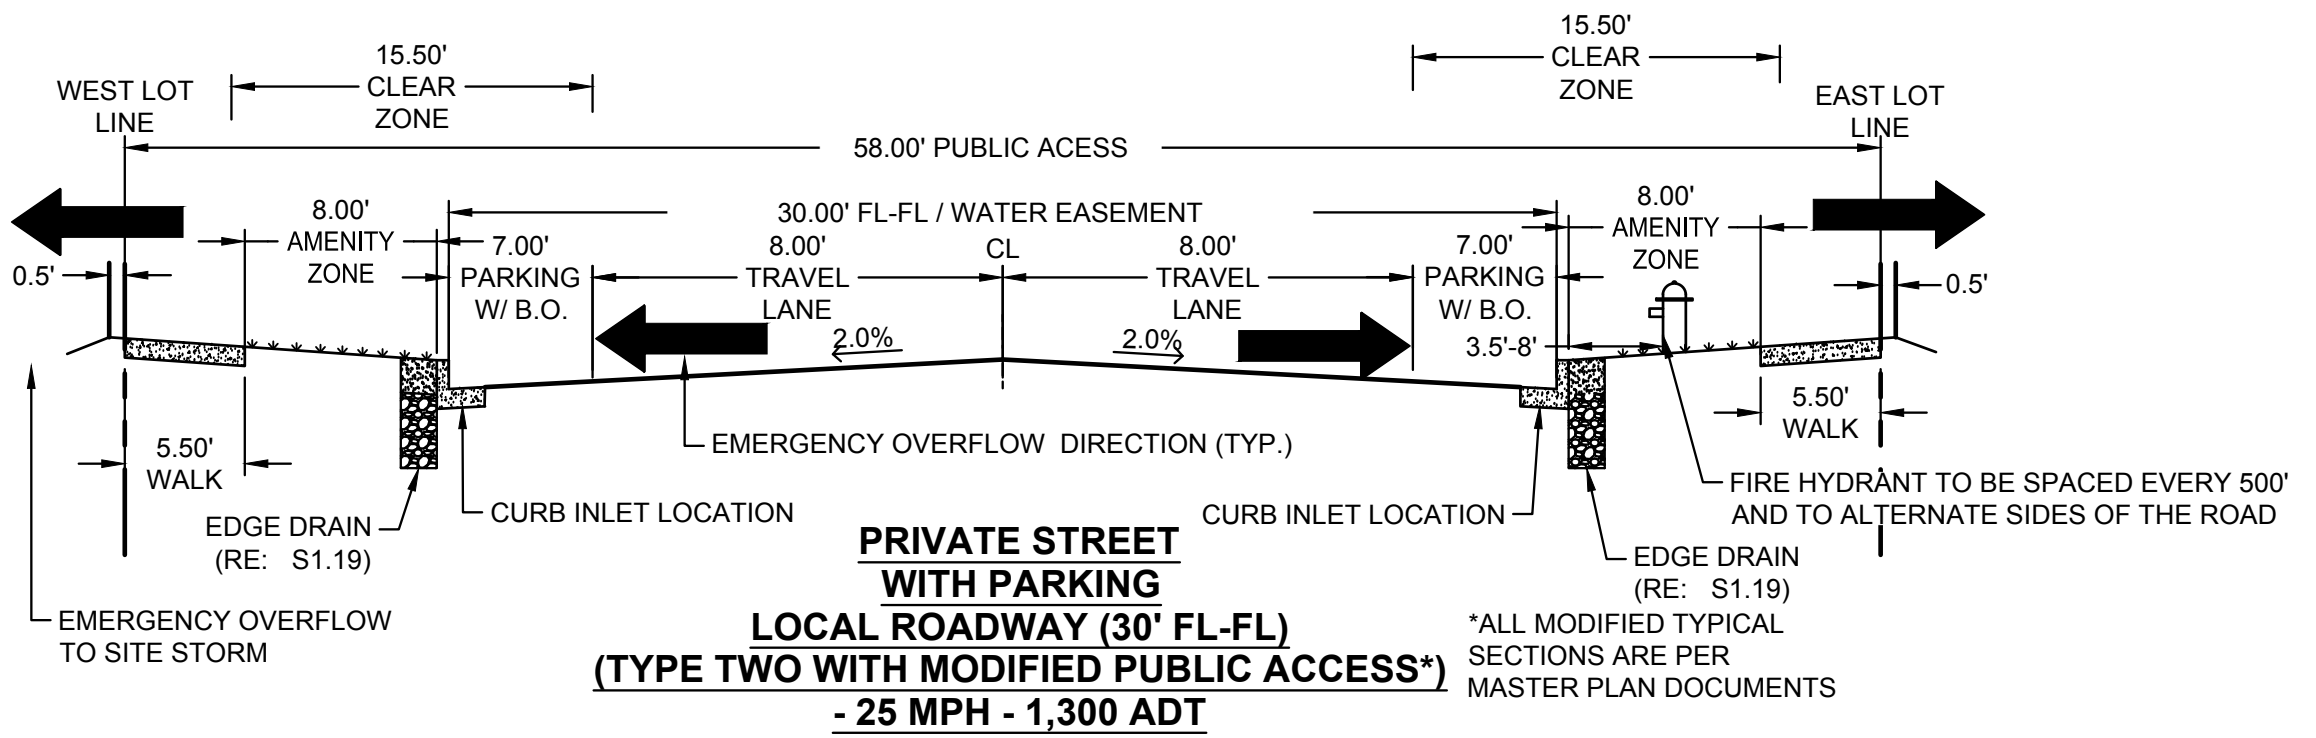 15.50'
CLEAR
ZONE
15.50'
CLEAR
ZONE
WEST LOT
LINE
EAST LOT
LINE
58.00' PUBLIC ACESS
30.00' FL-FL / WATER EASEMENT
0.5'
8.00'
AMENITY
ZONE
7.00'
PARKING
W/ B.O.
8.00'
TRAVEL
LANE
CL
8.00'
TRAVEL
LANE
7.00'
PARKING
W/ B.O.
8.00'
AMENITY
ZONE
0.5'
2.0%
2.0%
3.5'-8'
5.50'
WALK
5.50'
WALK
EMERGENCY OVERFLOW DIRECTION (TYP.)
EDGE DRAIN
(RE: S1.19)
CURB INLET LOCATION
CURB INLET LOCATION
FIRE HYDRANT TO BE SPACED EVERY 500'
AND TO ALTERNATE SIDES OF THE ROAD
EDGE DRAIN
(RE: S1.19)
EMERGENCY OVERFLOW
TO SITE STORM
PRIVATE STREET
WITH PARKING
LOCAL ROADWAY (30' FL-FL)
(TYPE TWO WITH MODIFIED PUBLIC ACCESS*)
- 25 MPH - 1,300 ADT
*ALL MODIFIED TYPICAL
SECTIONS ARE PER
MASTER PLAN DOCUMENTS